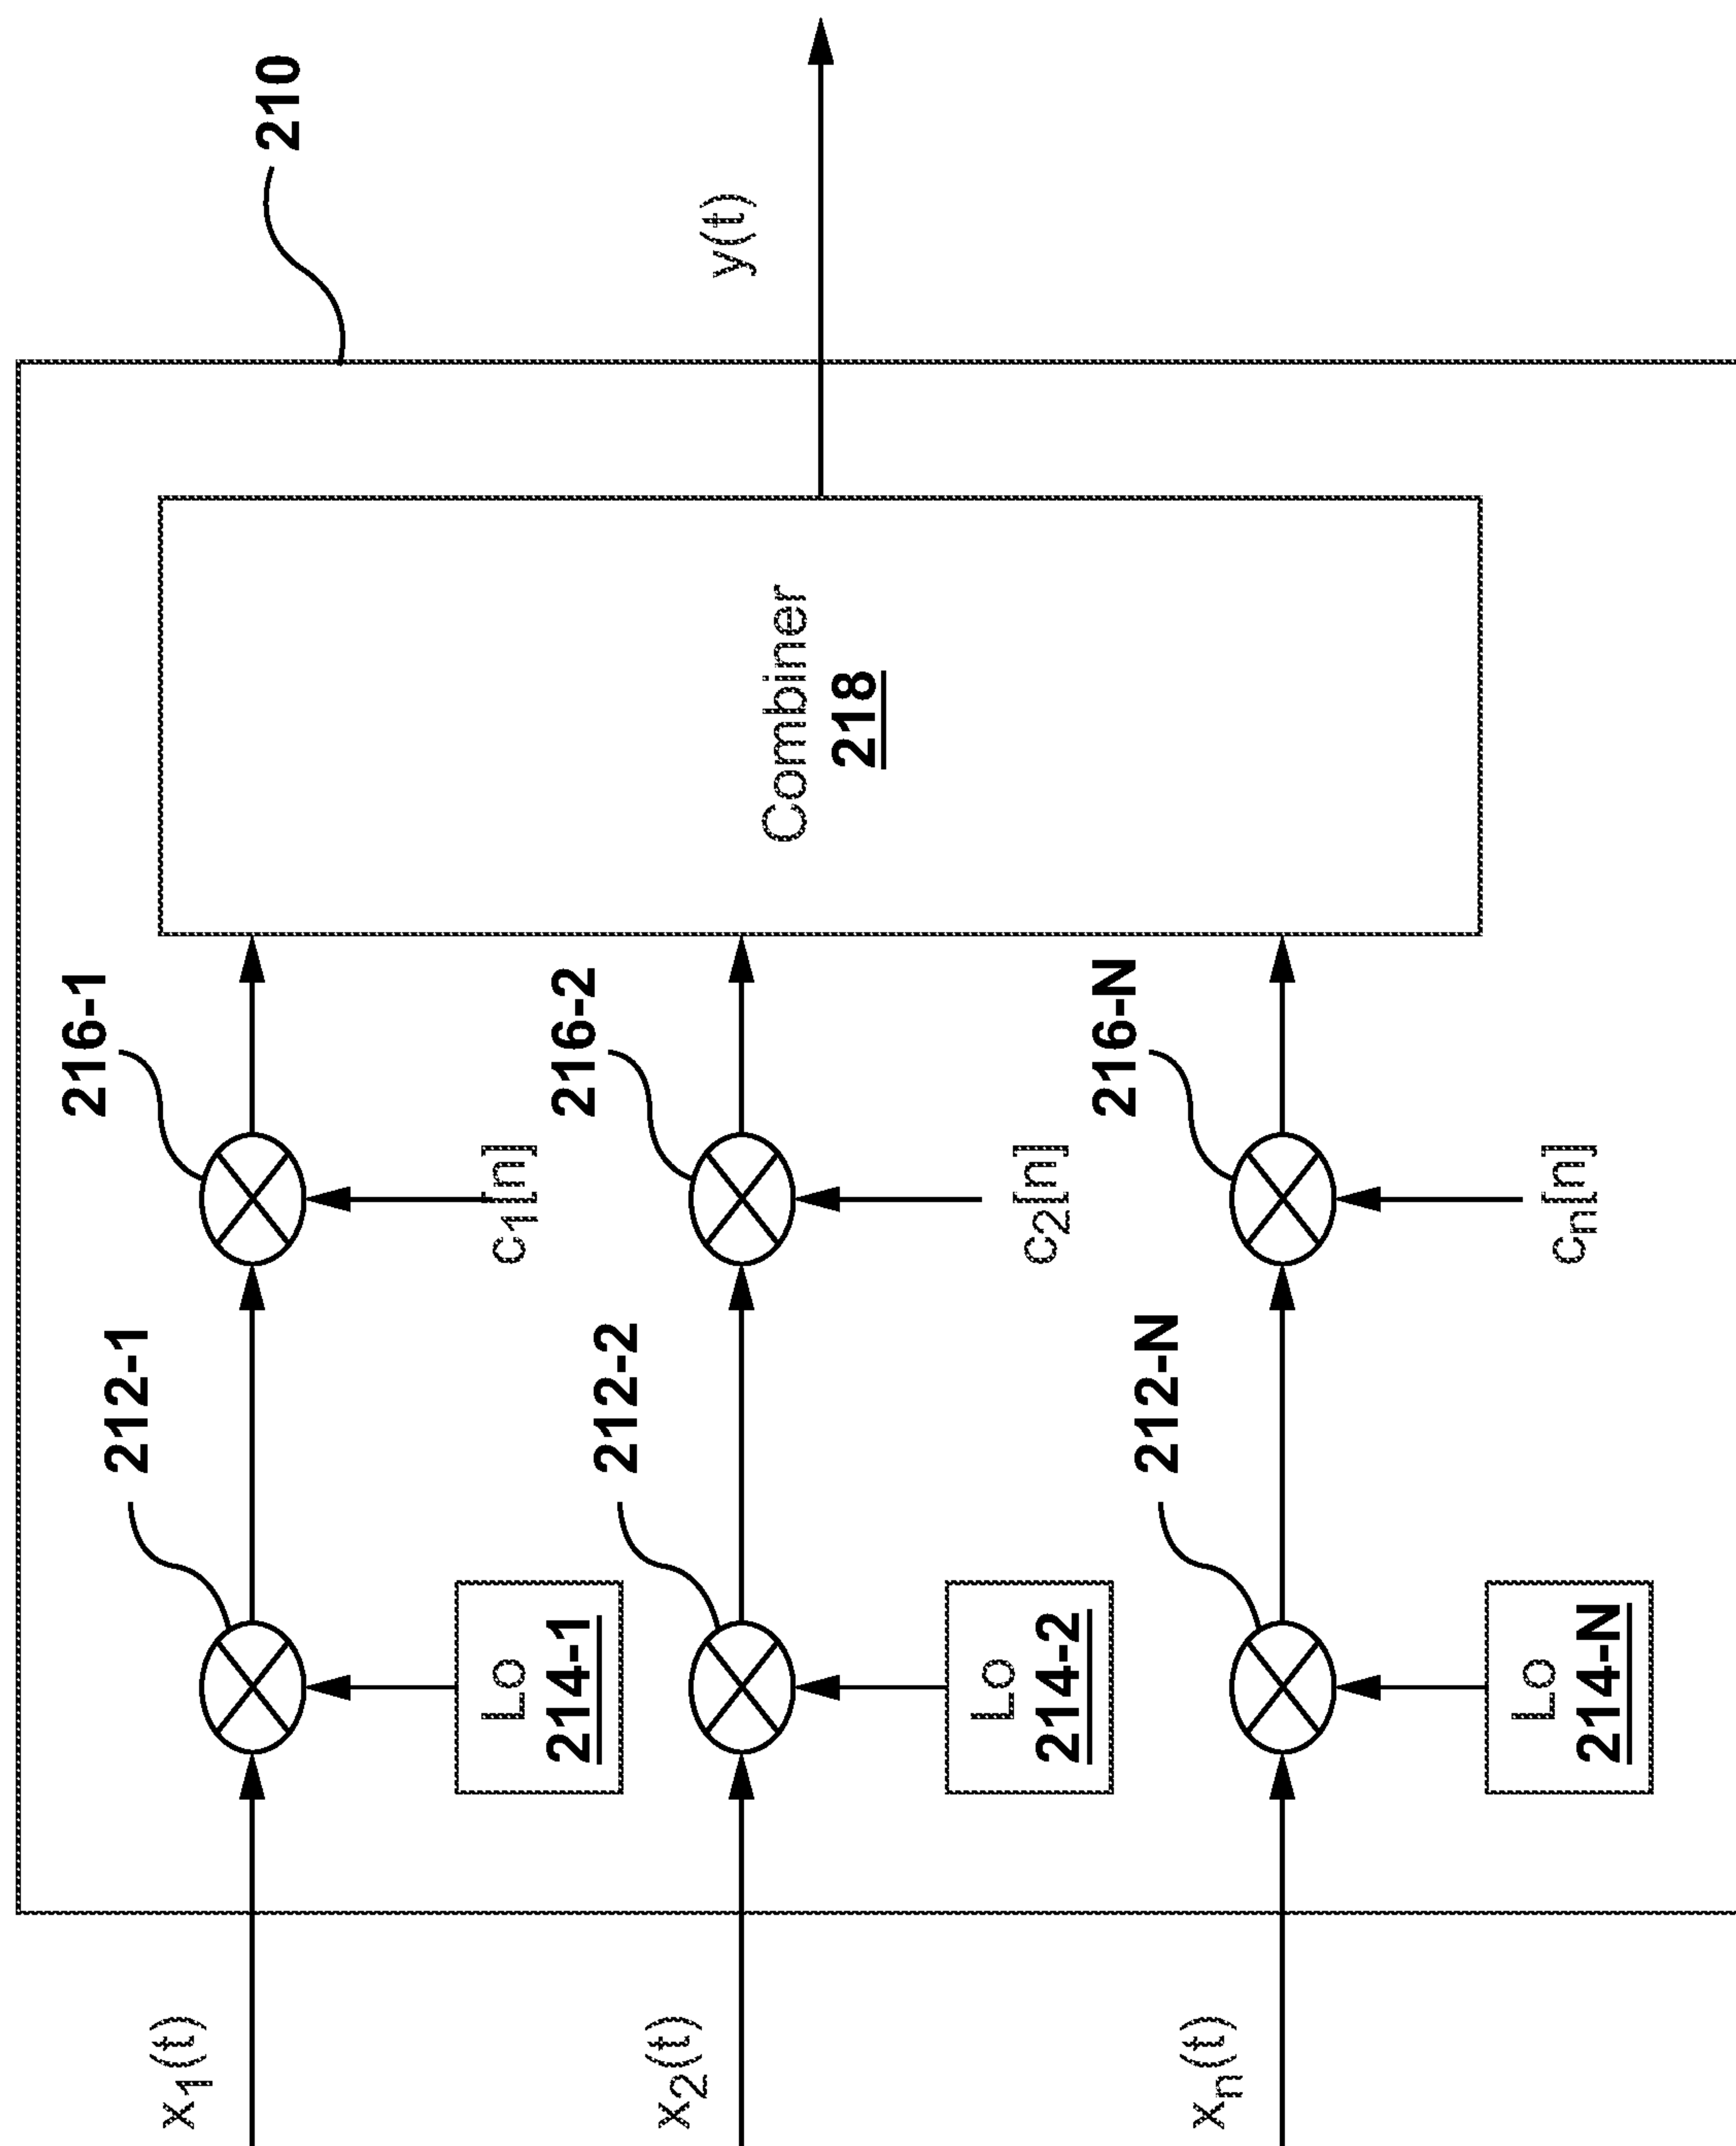 210
x1(t)
212-1
216-1
Lo
214-1
c1[n]
x2(t)
212-2
216-2
Lo
214-2
c2[n]
xn(t)
212-N
216-N
Lo
214-N
cn[n]
Combiner
218
y(t)